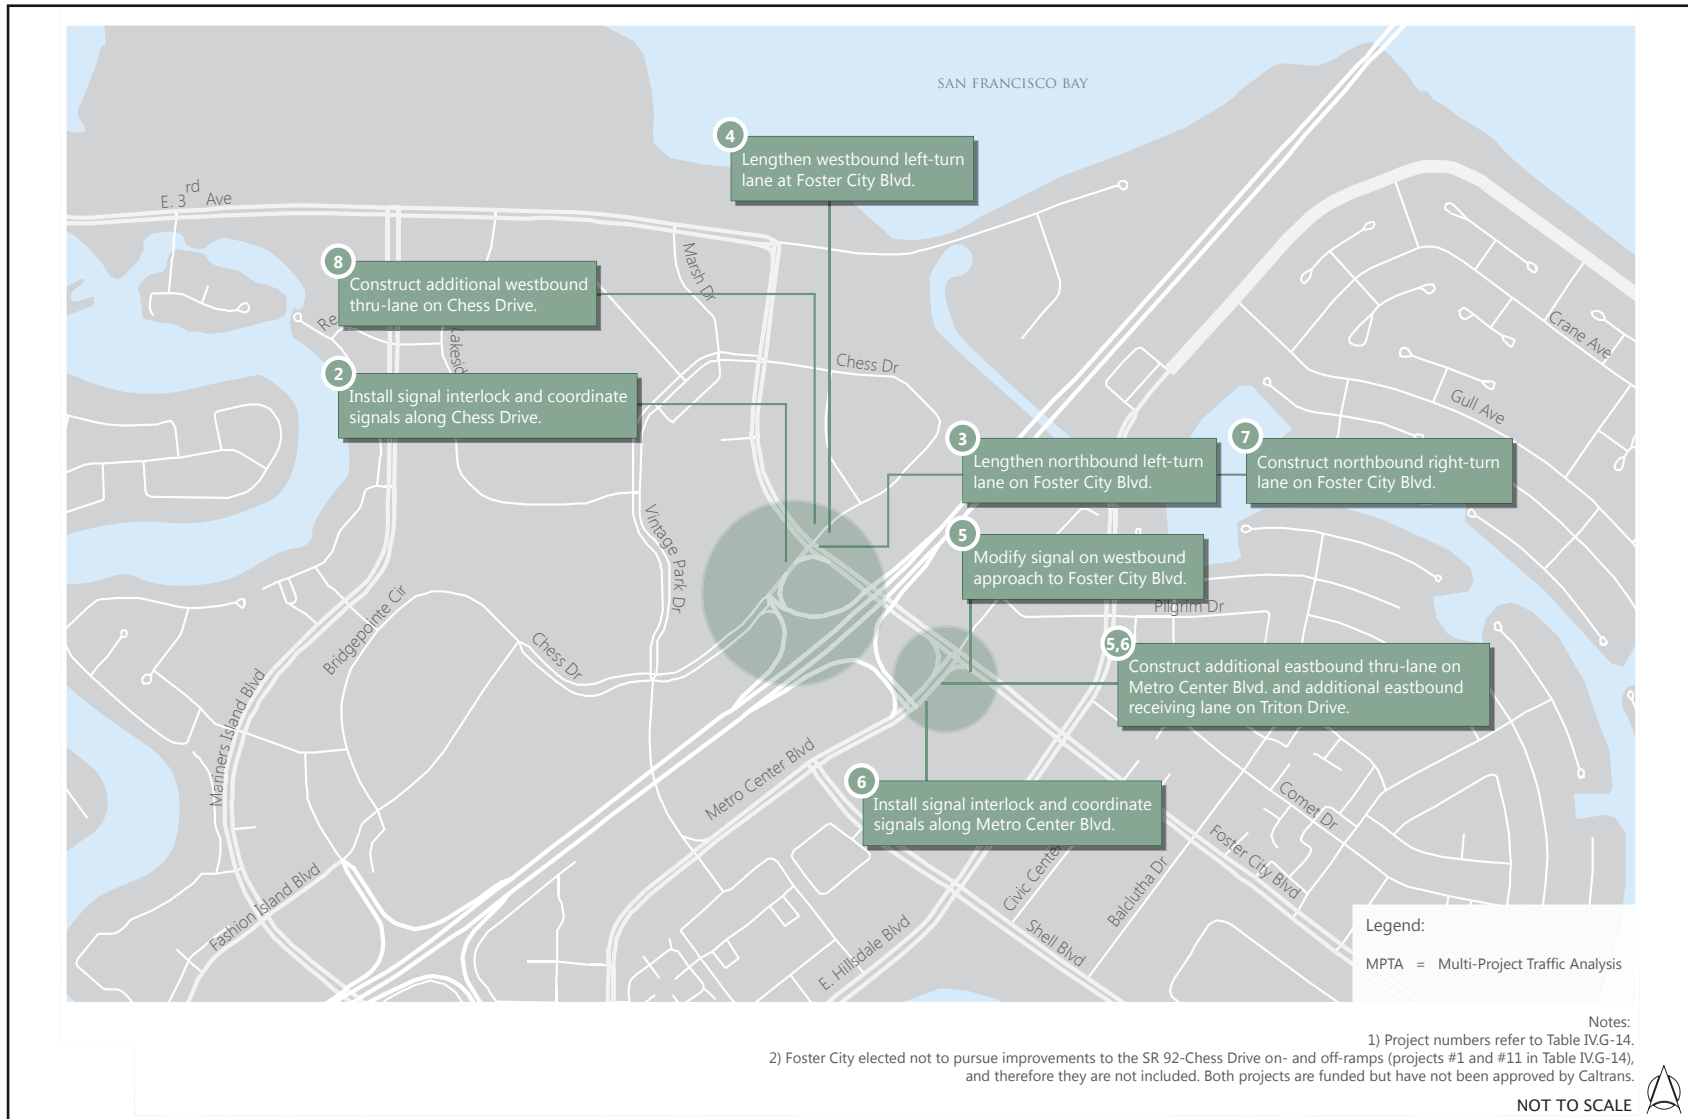 SAN FRANCISCO BAY
4
Lengthen westbound left-turn
lane at Foster City Blvd.
E. 3rd Ave
Marsh Dr
8
Construct additional westbound
thru-lane on Chess Drive.
Crane Ave
Chess Dr
2
Install signal interlock and coordinate
signals along Chess Drive.
Gull Ave
3
Lengthen northbound left-turn
lane on Foster City Blvd.
7
Construct northbound right-turn
lane on Foster City Blvd.
Vintage Park Dr
5
Modify signal on westbound
approach to Foster City Blvd.
Pilgrim Dr
Bridgepointe Cir
Chess Dr
5,6
Construct additional eastbound thru-lane on
Metro Center Blvd. and additional eastbound
receiving lane on Triton Drive.
Mariners Island Blvd
Metro Center Blvd
6
Install signal interlock and coordinate
signals along Metro Center Blvd.
Comet Dr
Foster City Blvd
Civic Center
Balclutha Dr
Fashion Island Blvd
E. Hillsdale Blvd
Shell Blvd
Legend:
MPTA = Multi-Project Traffic Analysis
Notes:
1) Project numbers refer to Table IV.G-14.
2) Foster City elected not to pursue improvements to the SR 92-Chess Drive on- and off-ramps (projects #1 and #11 in Table IV.G-14),
and therefore they are not included. Both projects are funded but have not been approved by Caltrans.
NOT TO SCALE